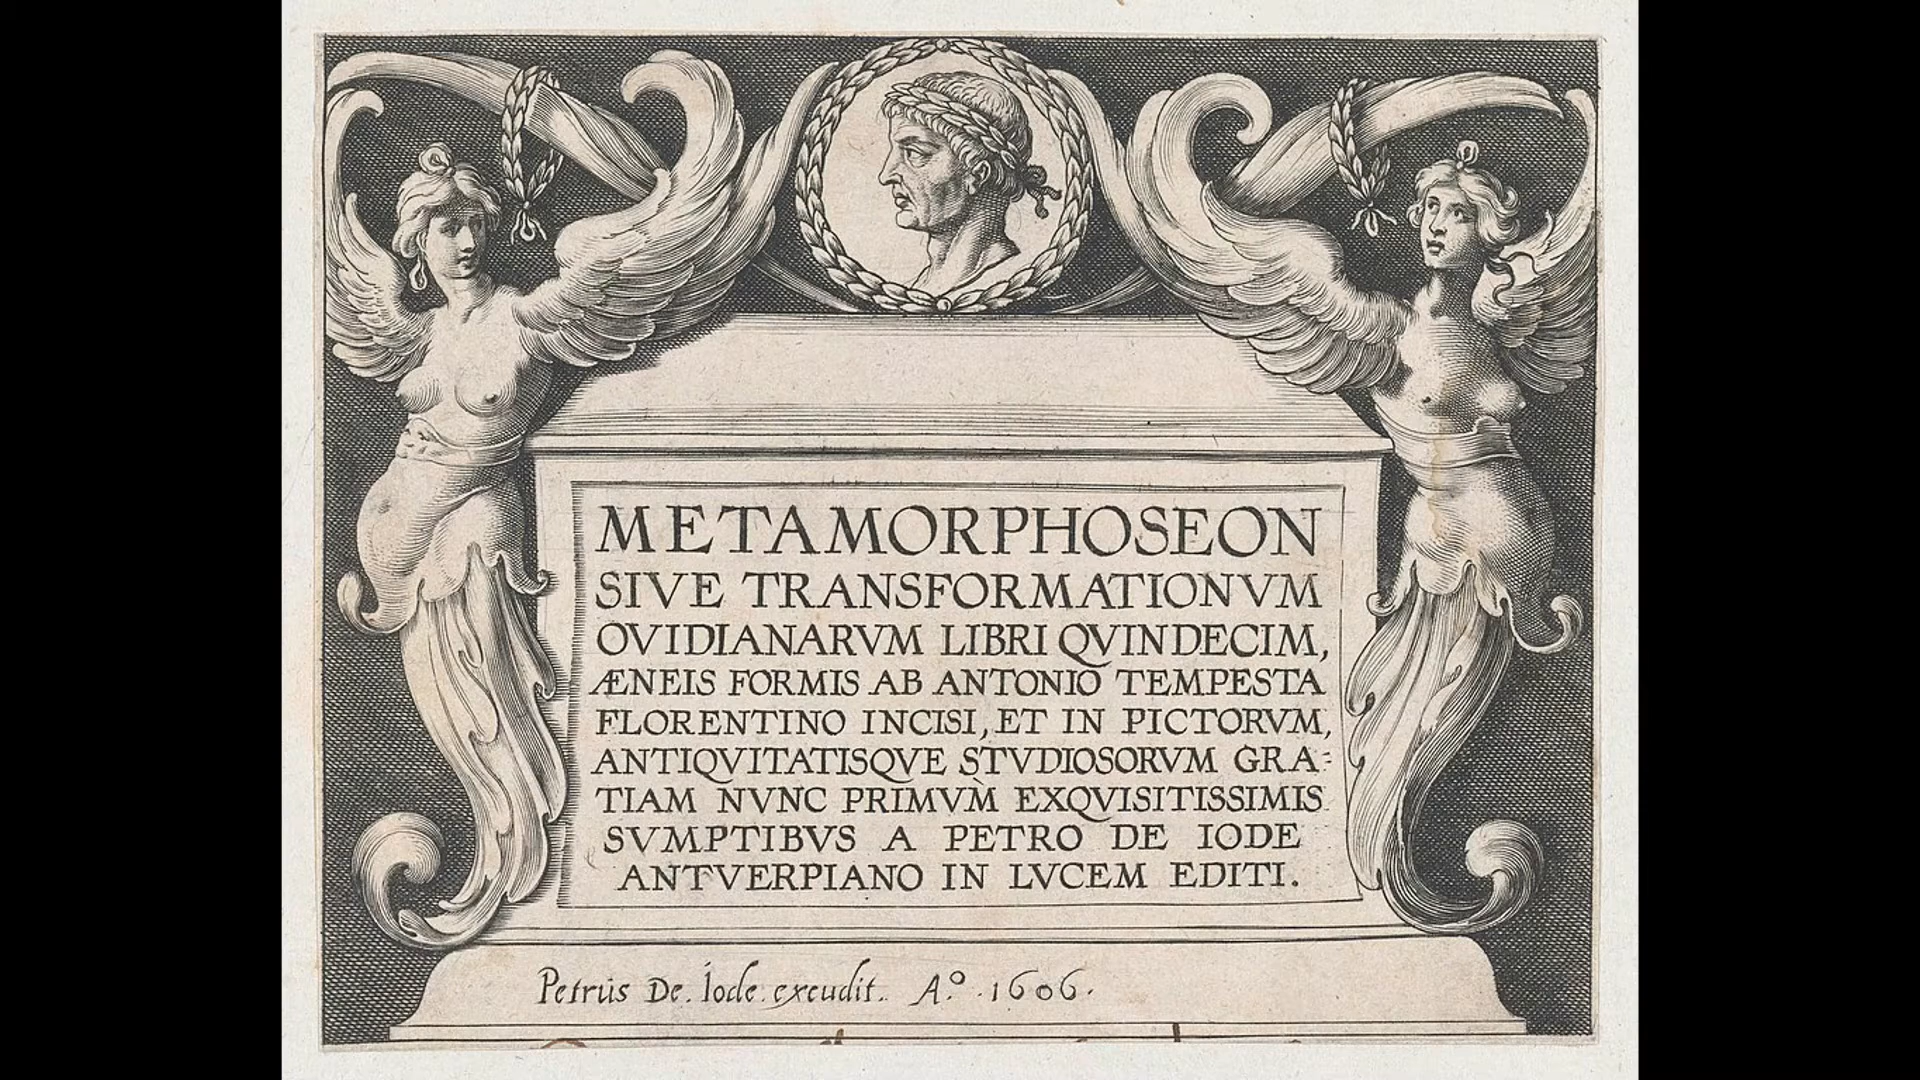 METAMORPHOSEON
SIVE TRANSFORMATIONVM
OVIDIANARVM LIBRI QVINDECIM,
ÆNEIS FORMIS AB ANTONIO TEMPESTA
FLORENTINO INCISI, ET IN PICTORVM,
ANTIQVITATISQVE STVDIOSORVM GRA-
TIAM NVNC PRIMVM̀ EXQVISITISSIMIS
SVMPTIBVS A PETRO DE IODE
ANTVERPIANO IN LVCEM EDITI.
Petrus De. Iode. excudit. A.º .1606.